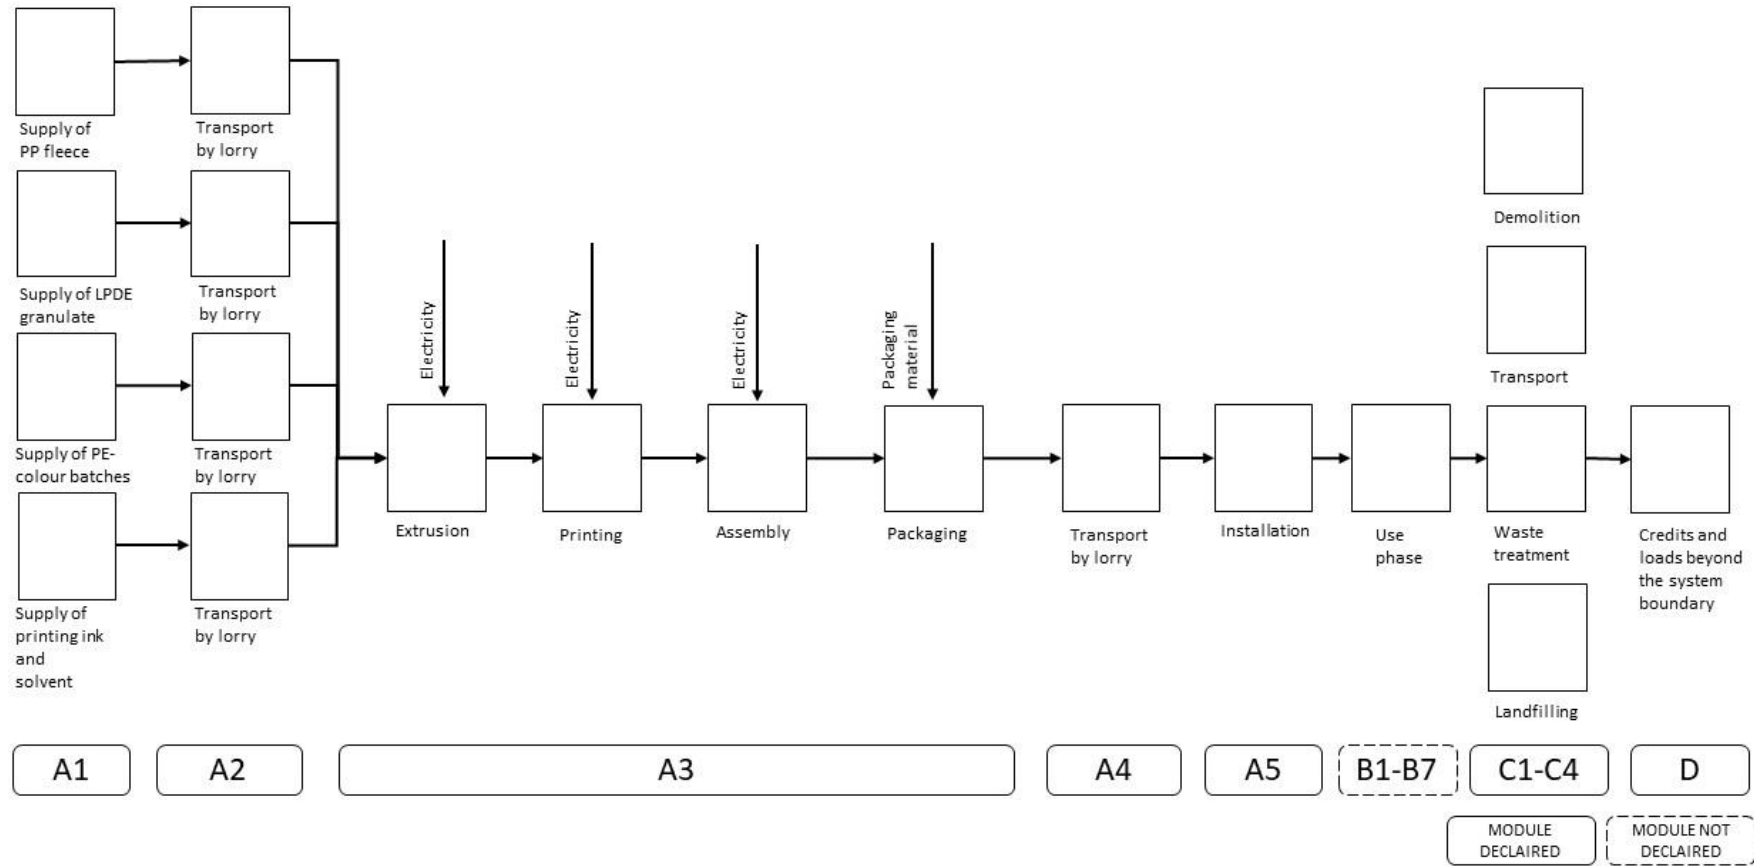 Supply of
PP fleece
Transport
by lorry
Supply of LPDE
granulate
Transport
by lorry
Supply of PE-
colour batches
Transport
by lorry
Supply of
printing ink
and
solvent
Transport
by lorry
Electricity
Electricity
Electricity
Packaging
material
Extrusion
Printing
Assembly
Packaging
Transport
by lorry
Installation
Use
phase
Demolition
Transport
Waste
treatment
Landfilling
Credits and
loads beyond
the system
boundary
A1
A2
A3
A4
A5
B1-B7
C1-C4
D
MODULE
DECLAIRED
MODULE NOT
DECLAIRED